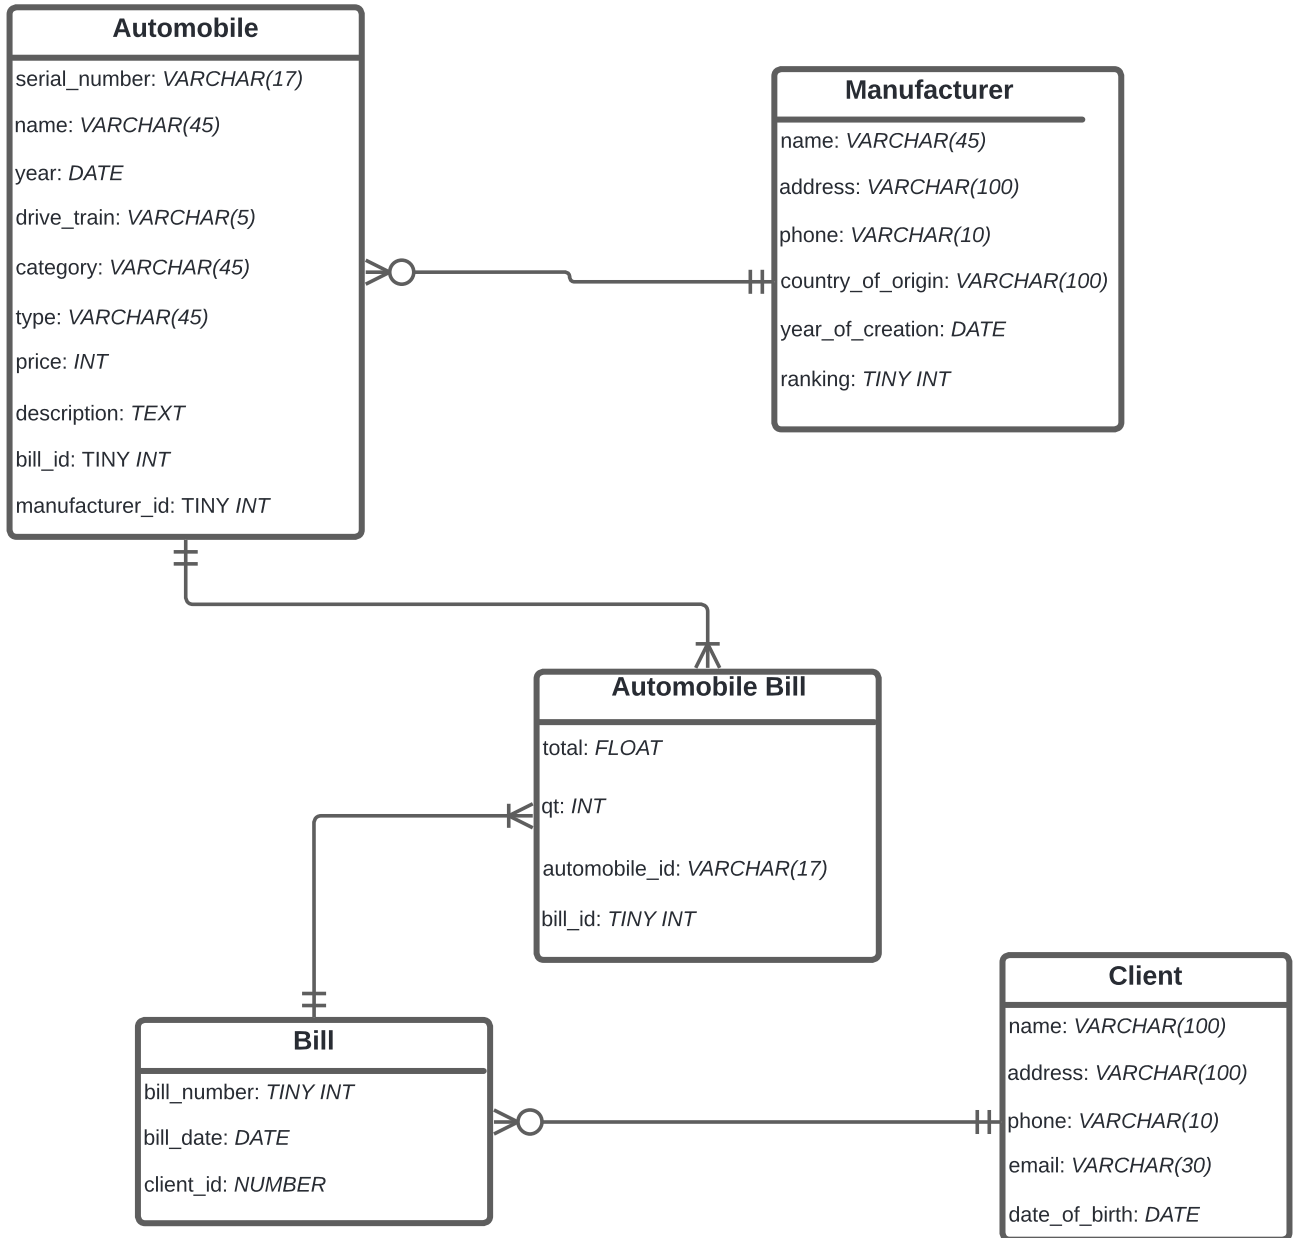 Automobile
serial_number: VARCHAR(17)
name: VARCHAR(45)
year: DATE
drive_train: VARCHAR(5)
category: VARCHAR(45)
type: VARCHAR(45)
price: INT
description: TEXT
bill_id: TINY INT
manufacturer_id: TINY INT
Manufacturer
name: VARCHAR(45)
address: VARCHAR(100)
phone: VARCHAR(10)
country_of_origin: VARCHAR(100)
year_of_creation: DATE
ranking: TINY INT
Automobile Bill
total: FLOAT
qt: INT
automobile_id: VARCHAR(17)
bill_id: TINY INT
Bill
bill_number: TINY INT
bill_date: DATE
client_id: NUMBER
Client
name: VARCHAR(100)
address: VARCHAR(100)
phone: VARCHAR(10)
email: VARCHAR(30)
date_of_birth: DATE